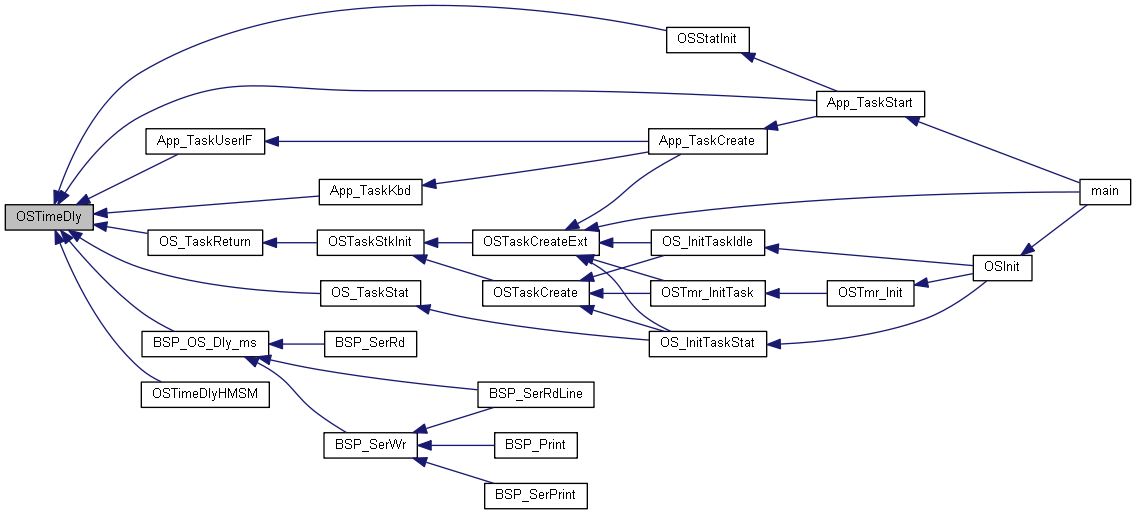 OSStatInit
App_TaskStart
App_TaskUserIF
App_TaskCreate
App_TaskKbd
main
OSTimeDly
OS_TaskReturn
OSTaskStkInit
OSTaskCreateExt
OS_InitTaskIdle
OSInit
OS_TaskStat
OSTaskCreate
OSTmr_InitTask
OSTmr_Init
BSP_OS_Dly_ms
BSP_SerRd
OS_InitTaskStat
OSTimeDlyHMSM
BSP_SerRdLine
BSP_SerWr
BSP_Print
BSP_SerPrint